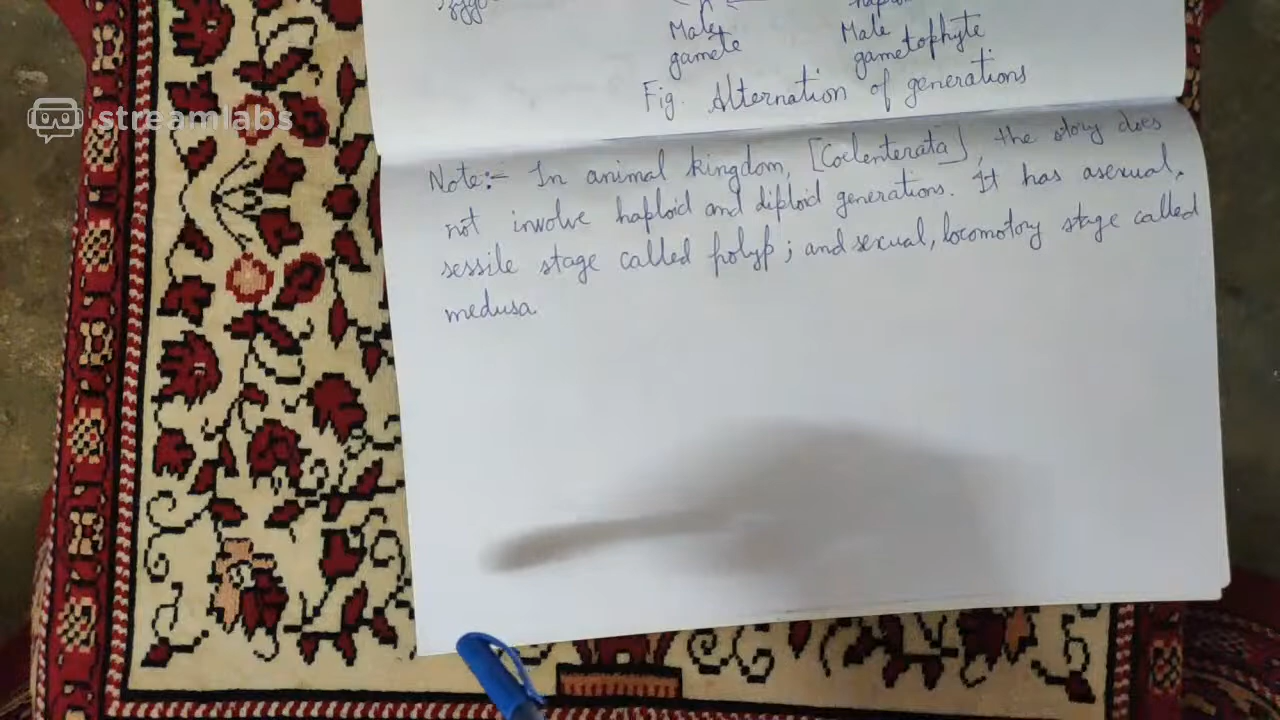 streamlabs
Male
gamete
Male
gametophyte
Fig. Alternation of generations
Note:- In animal kingdom, [Coelenterata], the story does
not involve haploid and diploid generations. It has asexual,
sessile stage called polyp; and sexual, locomotory stage called
medusa